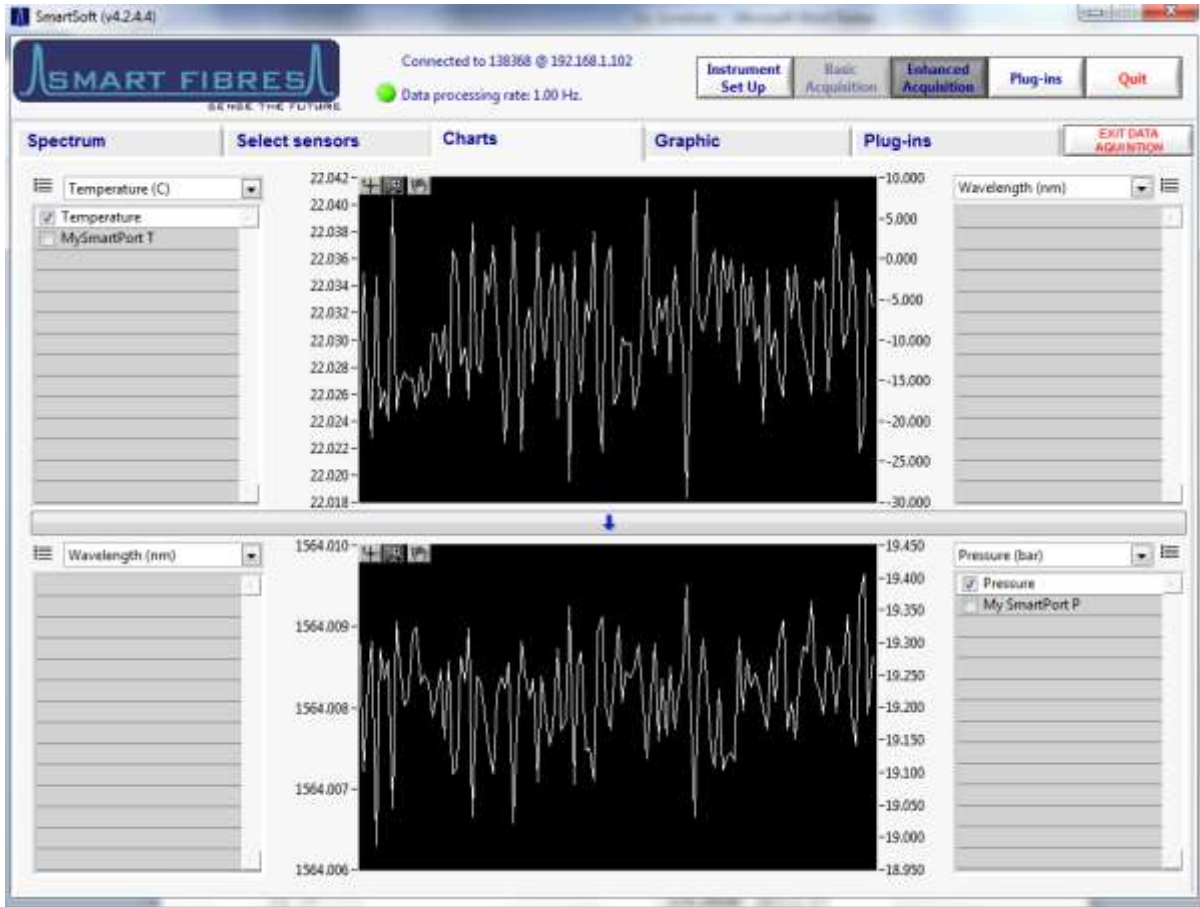 SmartSoft (v4.2.4.4)
SMART FIBRES
SENSE THE FUTURE
Connected to 138368 @ 192.168.1.102
Data processing rate: 1.00 Hz.
Instrument
Set Up
Basic
Acquisition
Enhanced
Acquisition
Plug-ins
Quit
Spectrum
Select sensors
Charts
Graphic
Plug-ins
EXIT DATA
AQUINTION
Temperature (C)
Temperature
MySmartPort T
22.042
22.040
22.038
22.036
22.034
22.032
22.030
22.028
22.026
22.024
22.022
22.020
22.018
10.000
5.000
0.000
-5.000
-10.000
-15.000
-20.000
-25.000
-30.000
Wavelength (nm)
Wavelength (nm)
1564.010
1564.009
1564.008
1564.007
1564.006
19.450
19.400
19.350
19.300
19.250
19.200
19.150
19.100
19.050
19.000
18.950
Pressure (bar)
Pressure
My SmartPort P